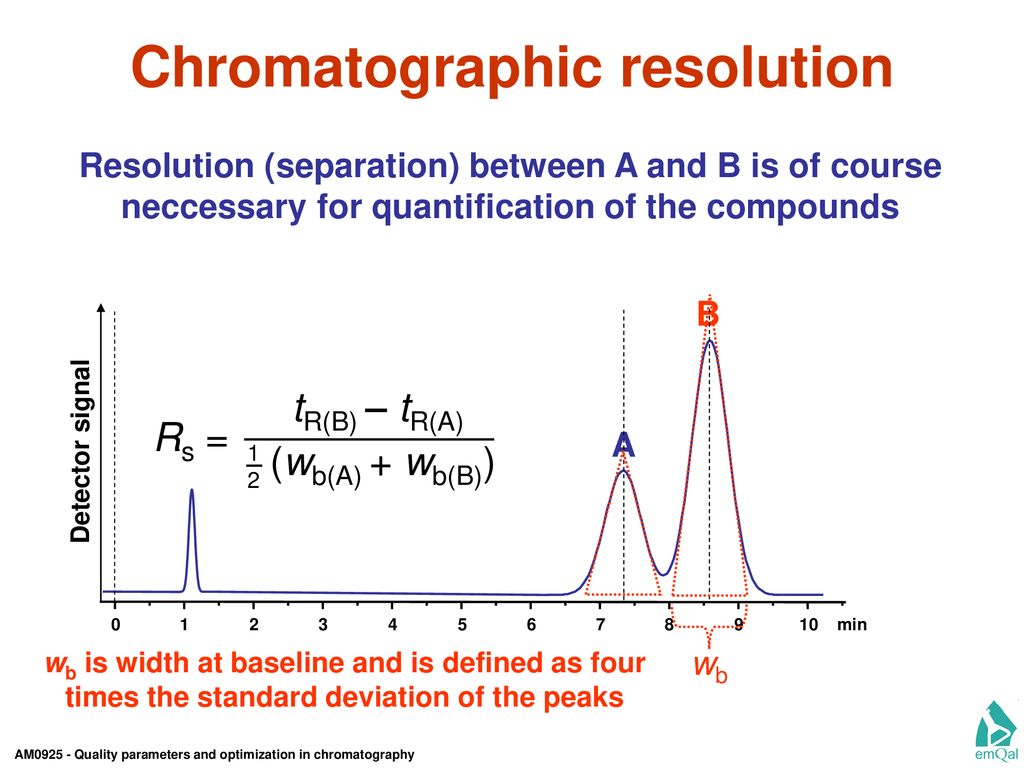 Chromatographic resolution
Resolution (separation) between A and B is of course
neccessary for quantification of the compounds
B
Detector signal
tR(B) – tR(A)
Rs =
½ (wb(A) + wb(B))
A
0 1 2 3 4 5 6 7 8 9 10 min
wb is width at baseline and is defined as four
times the standard deviation of the peaks
wb
AM0925 - Quality parameters and optimization in chromatography
emQal